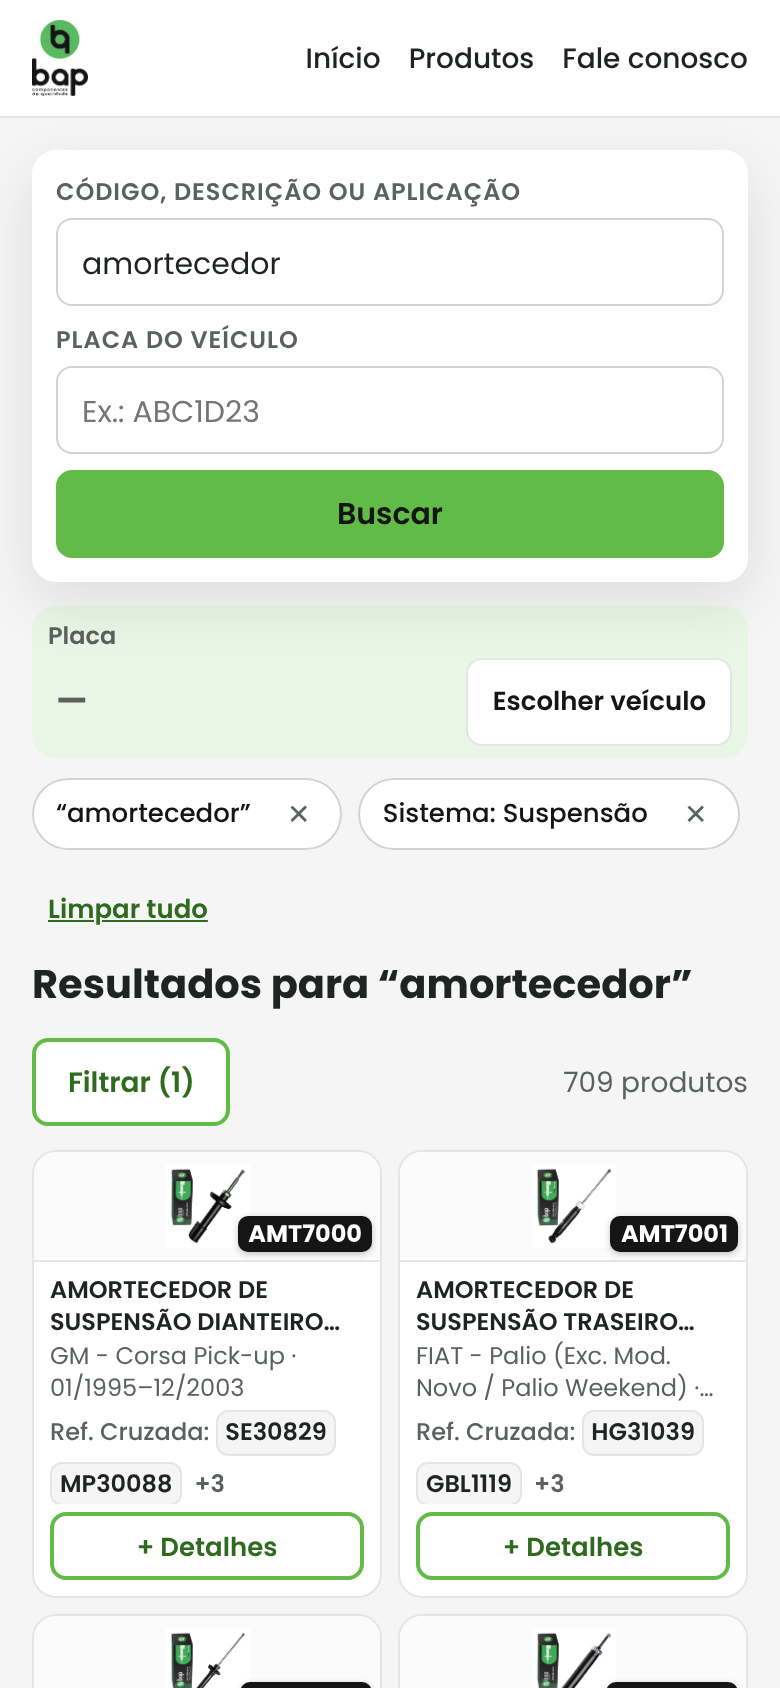 bap
componentes
de qualidade
Início Produtos Fale conosco
CÓDIGO, DESCRIÇÃO OU APLICAÇÃO
amortecedor
PLACA DO VEÍCULO
Ex.: ABC1D23
Buscar
Placa
—
Escolher veículo
“amortecedor” ✕ Sistema: Suspensão ✕
Limpar tudo
Resultados para “amortecedor”
Filtrar (1) 709 produtos
AMT7000
AMORTECEDOR DE
SUSPENSÃO DIANTEIRO...
GM - Corsa Pick-up ·
01/1995–12/2003
Ref. Cruzada: SE30829
MP30088 +3
+ Detalhes
AMT7001
AMORTECEDOR DE
SUSPENSÃO TRASEIRO...
FIAT - Palio (Exc. Mod.
Novo / Palio Weekend) ·...
Ref. Cruzada: HG31039
GBL1119 +3
+ Detalhes